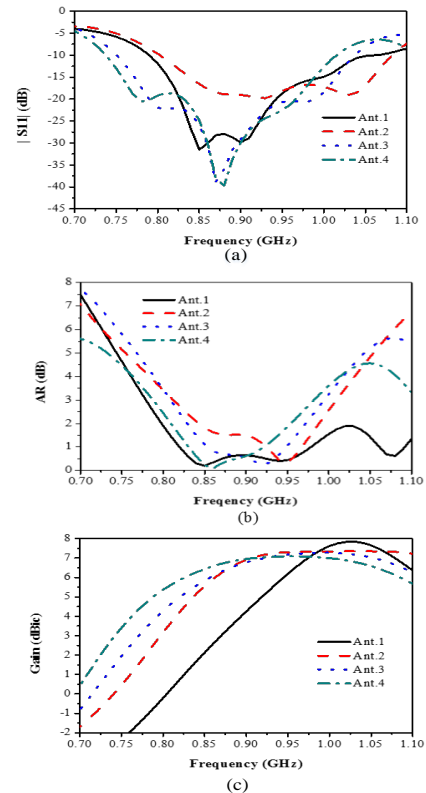 0
-5
-10
-15
-20
-25
-30
-35
-40
-45
| S11| (dB)
Ant.1
Ant.2
Ant.3
Ant.4
0.70 0.75 0.80 0.85 0.90 0.95 1.00 1.05 1.10
Frequency (GHz)
(a)
8
7
6
5
4
3
2
1
0
AR (dB)
Ant.1
Ant.2
Ant.3
Ant.4
0.70 0.75 0.80 0.85 0.90 0.95 1.00 1.05 1.10
Freqency (GHz)
(b)
8
7
6
5
4
3
2
1
0
-1
-2
Gain (dBic)
Ant.1
Ant.2
Ant.3
Ant.4
0.70 0.75 0.80 0.85 0.90 0.95 1.00 1.05 1.10
Frequency (GHz)
(c)